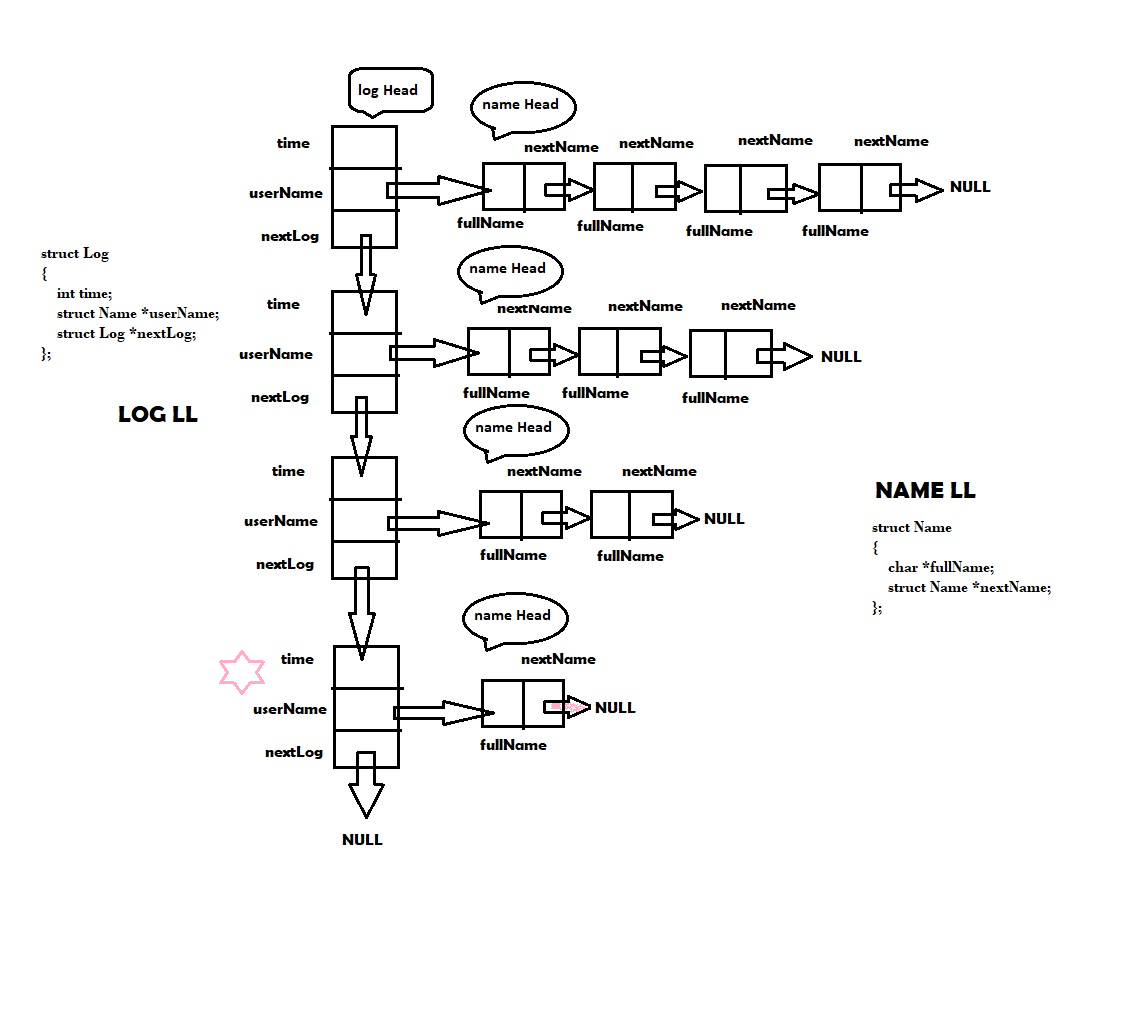 log Head
name Head
time
nextName nextName nextName nextName
userName
NULL
fullName fullName fullName fullName
nextLog
struct Log
{
int time;
struct Name *userName;
struct Log *nextLog;
};
name Head
time
nextName nextName nextName
userName
NULL
nextLog
fullName fullName fullName
LOG LL
name Head
time
nextName nextName
userName
NULL
fullName fullName
nextLog
NAME LL
struct Name
{
char *fullName;
struct Name *nextName;
};
name Head
time
nextName
userName
NULL
fullName
nextLog
NULL